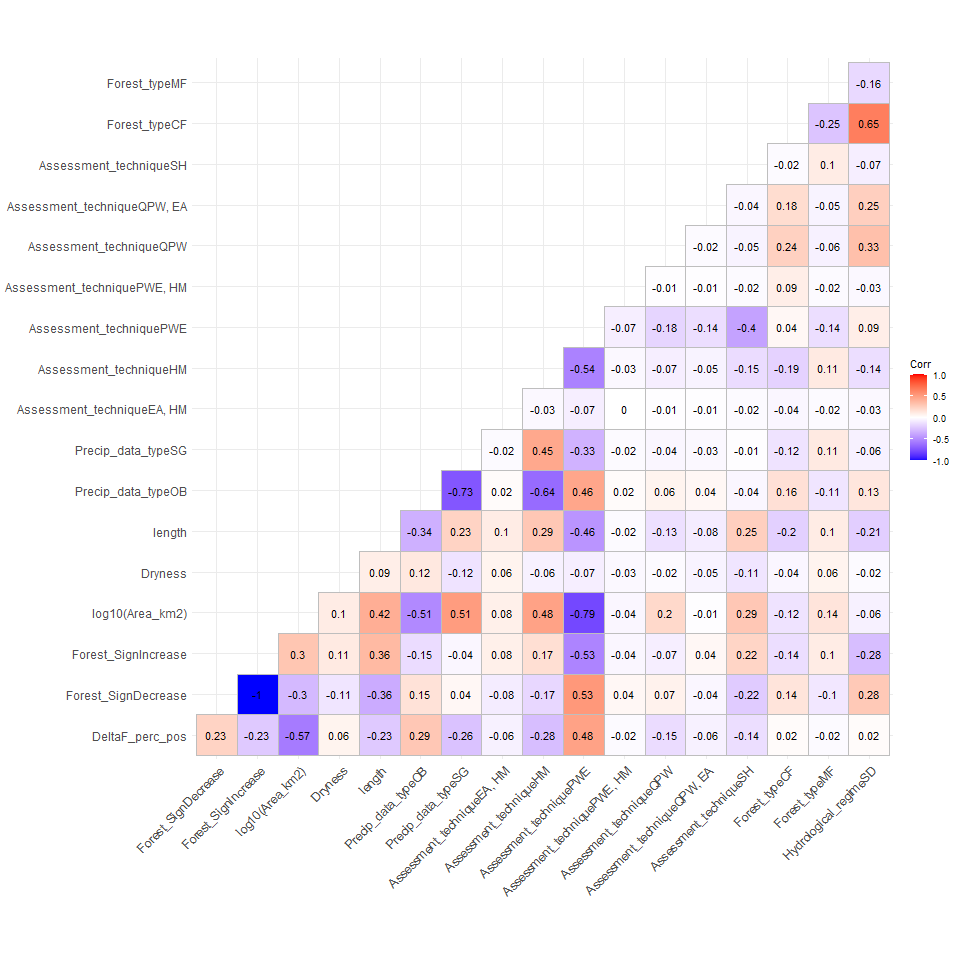 Forest_typeMF -0.16
Forest_typeCF -0.25 0.65
Assessment_techniqueSH -0.02 0.1 -0.07
Assessment_techniqueQPW, EA -0.04 0.18 -0.05 0.25
Assessment_techniqueQPW -0.02 -0.05 0.24 -0.06 0.33
Assessment_techniquePWE, HM -0.01 -0.01 -0.02 0.09 -0.02 -0.03
Assessment_techniquePWE -0.07 -0.18 -0.14 -0.4 0.04 -0.14 0.09
Assessment_techniqueHM -0.54 -0.03 -0.07 -0.05 -0.15 -0.19 0.11 -0.14
Assessment_techniqueEA, HM -0.03 -0.07 0 -0.01 -0.01 -0.02 -0.04 -0.02 -0.03
Precip_data_typeSG -0.02 0.45 -0.33 -0.02 -0.04 -0.03 -0.01 -0.12 0.11 -0.06
Precip_data_typeOB -0.73 0.02 -0.64 0.46 0.02 0.06 0.04 -0.04 0.16 -0.11 0.13
length -0.34 0.23 0.1 0.29 -0.46 -0.02 -0.13 -0.08 0.25 -0.2 0.1 -0.21
Dryness 0.09 0.12 -0.12 0.06 -0.06 -0.07 -0.03 -0.02 -0.05 -0.11 -0.04 0.06 -0.02
log10(Area_km2) 0.1 0.42 -0.51 0.51 0.08 0.48 -0.79 -0.04 0.2 -0.01 0.29 -0.12 0.14 -0.06
Forest_SignIncrease 0.3 0.11 0.36 -0.15 -0.04 0.08 0.17 -0.53 -0.04 -0.07 0.04 0.22 -0.14 0.1 -0.28
Forest_SignDecrease -1 -0.3 -0.11 -0.36 0.15 0.04 -0.08 -0.17 0.53 0.04 0.07 -0.04 -0.22 0.14 -0.1 0.28
DeltaF_perc_pos 0.23 -0.23 -0.57 0.06 -0.23 0.29 -0.26 -0.06 -0.28 0.48 -0.02 -0.15 -0.06 -0.14 0.02 -0.02 0.02
Forest_SignDecrease
Forest_SignIncrease
log10(Area_km2)
Dryness
length
Precip_data_typeOB
Precip_data_typeSG
Assessment_techniqueEA, HM
Assessment_techniqueHM
Assessment_techniquePWE
Assessment_techniquePWE, HM
Assessment_techniqueQPW
Assessment_techniqueQPW, EA
Assessment_techniqueSH
Forest_typeCF
Forest_typeMF
Hydrological_regimeSD
Corr
1.0
0.5
0.0
-0.5
-1.0